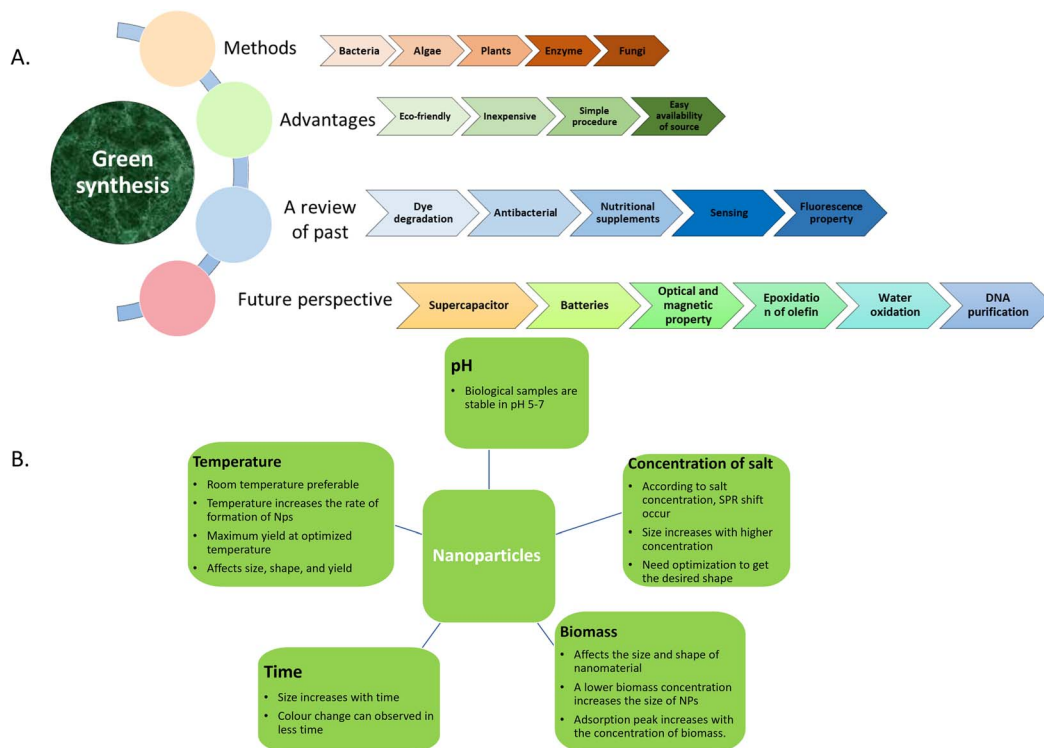 A.
Methods
Bacteria
Algae
Plants
Enzyme
Fungi
Green
synthesis
Advantages
Eco-friendly
Inexpensive
Simple
procedure
Easy
availability
of source
A review
of past
Dye
degradation
Antibacterial
Nutritional
supplements
Sensing
Fluorescence
property
Future perspective
Supercapacitor
Batteries
Optical and
magnetic
property
Epoxidatio
n of olefin
Water
oxidation
DNA
purification
B.
pH
• Biological samples are
stable in pH 5-7
Temperature
• Room temperature preferable
• Temperature increases the rate of
formation of Nps
• Maximum yield at optimized
temperature
• Affects size, shape, and yield
Concentration of salt
• According to salt
concentration, SPR shift
occur
• Size increases with higher
concentration
• Need optimization to get
the desired shape
Nanoparticles
Time
• Size increases with time
• Colour change can observed in
less time
Biomass
• Affects the size and shape of
nanomaterial
• A lower biomass concentration
increases the size of NPs
• Adsorption peak increases with
the concentration of biomass.